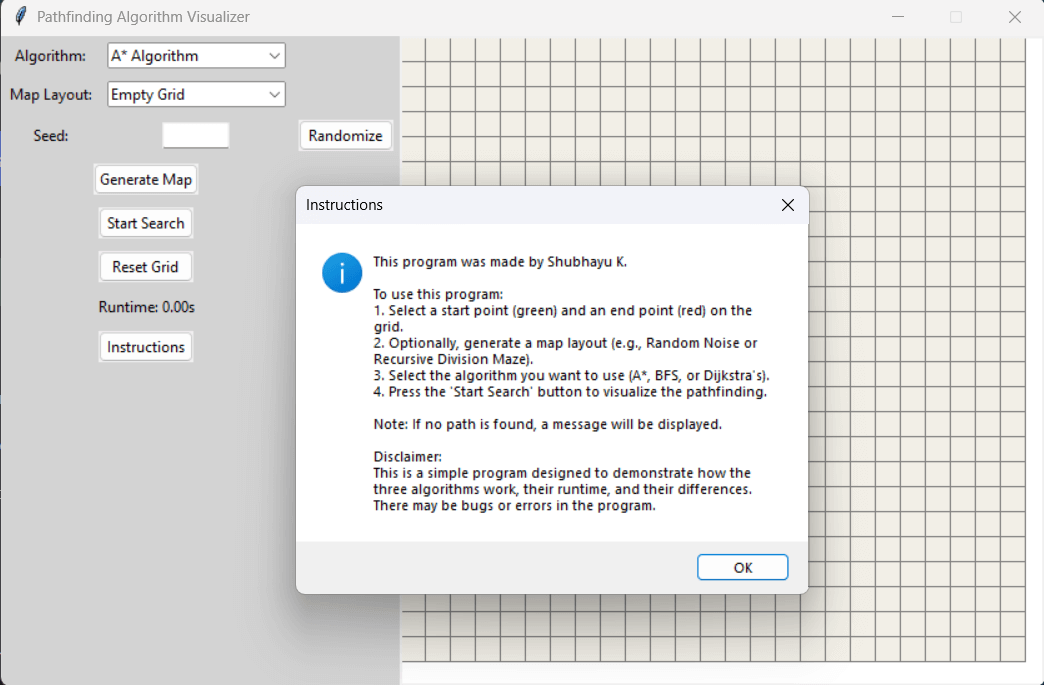 Pathfinding Algorithm Visualizer
Algorithm: A* Algorithm
Map Layout: Empty Grid
Seed: Randomize
Generate Map
Start Search
Reset Grid
Runtime: 0.00s
Instructions
Instructions
This program was made by Shubhayu K.
To use this program:
1. Select a start point (green) and an end point (red) on the
grid.
2. Optionally, generate a map layout (e.g., Random Noise or
Recursive Division Maze).
3. Select the algorithm you want to use (A*, BFS, or Dijkstra's).
4. Press the 'Start Search' button to visualize the pathfinding.
Note: If no path is found, a message will be displayed.
Disclaimer:
This is a simple program designed to demonstrate how the
three algorithms work, their runtime, and their differences.
There may be bugs or errors in the program.
OK